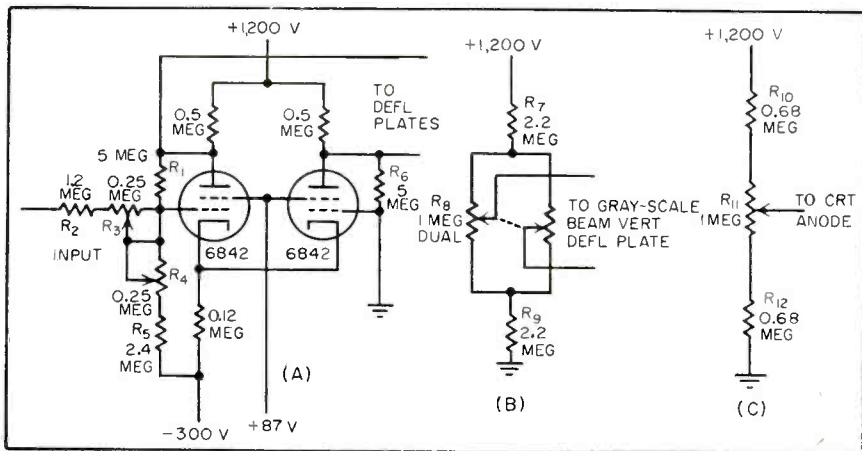 +1,200 V
0.5
MEG
0.5
MEG
TO
DEFL
PLATES
5 MEG
R1
R6
5
MEG
1.2
MEG
0.25
MEG
R2
R3
INPUT
6842
6842
R4
0.25
MEG
R5
2.4
MEG
0.12
MEG
(A)
-300 V
+87 V
+1,200 V
R7
2.2
MEG
R8
1 MEG
DUAL
TO GRAY-SCALE
BEAM VERT
DEFL PLATE
R9
2.2
MEG
(B)
+1,200 V
R10
0.68
MEG
R11
1 MEG
TO CRT
ANODE
R12
0.68
MEG
(C)